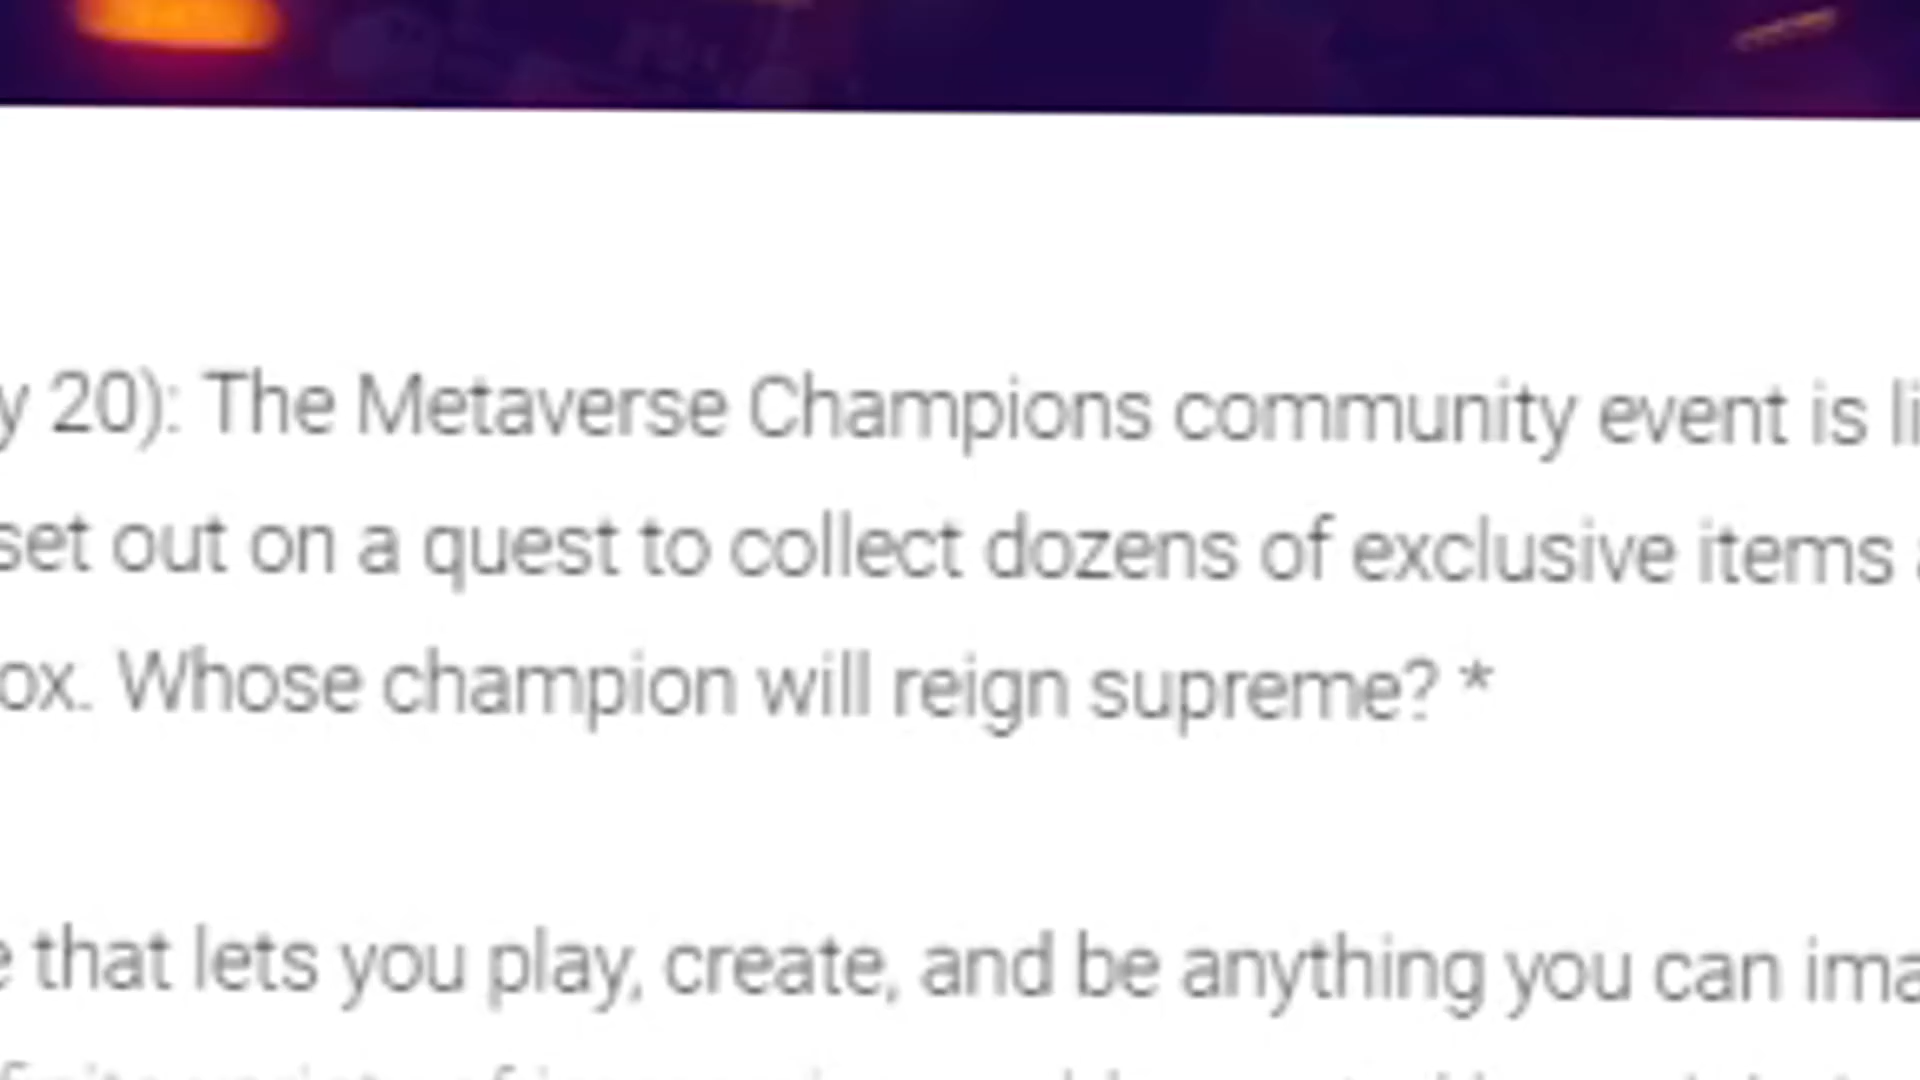 y 20): The Metaverse Champions community event is li
set out on a quest to collect dozens of exclusive items
ox. Whose champion will reign supreme? *
that lets you play, create, and be anything you can ima